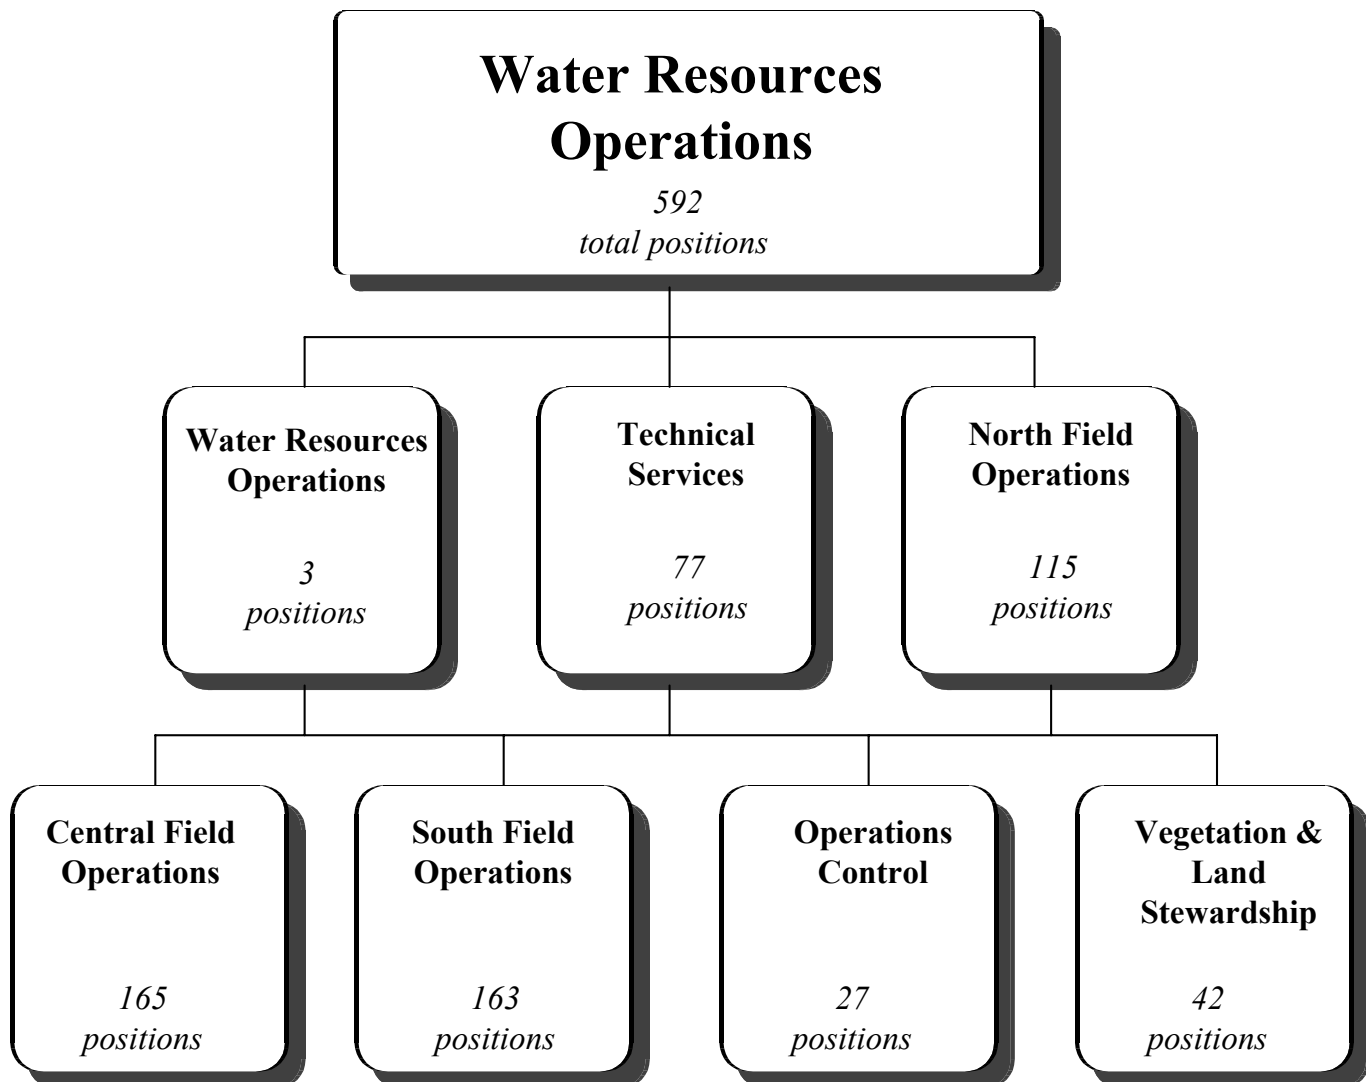 Water Resources
Operations
592
total positions
Water Resources
Operations
3
positions
Technical
Services
77
positions
North Field
Operations
115
positions
Central Field
Operations
165
positions
South Field
Operations
163
positions
Operations
Control
27
positions
Vegetation &
Land
Stewardship
42
positions